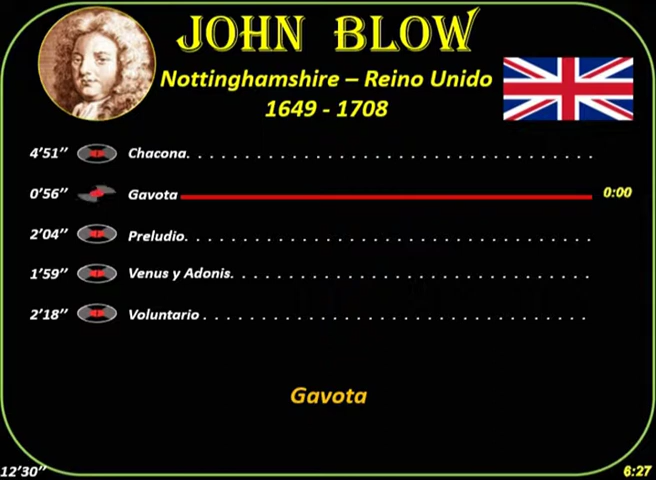 JOHN BLOW
Nottinghamshire – Reino Unido
1649 - 1708
4’51’’ Chacona. . . . . . . . . . . . . . . . . . . . . . . . . . . . . .
0’56’’ Gavota 0:00
2’04’’ Preludio. . . . . . . . . . . . . . . . . . . . . . . . . . . . . .
1’59’’ Venus y Adonis. . . . . . . . . . . . . . . . . . . . . . . . . . .
2’18’’ Voluntario . . . . . . . . . . . . . . . . . . . . . . . . . . . . .
Gavota
12’30’’ 6:27